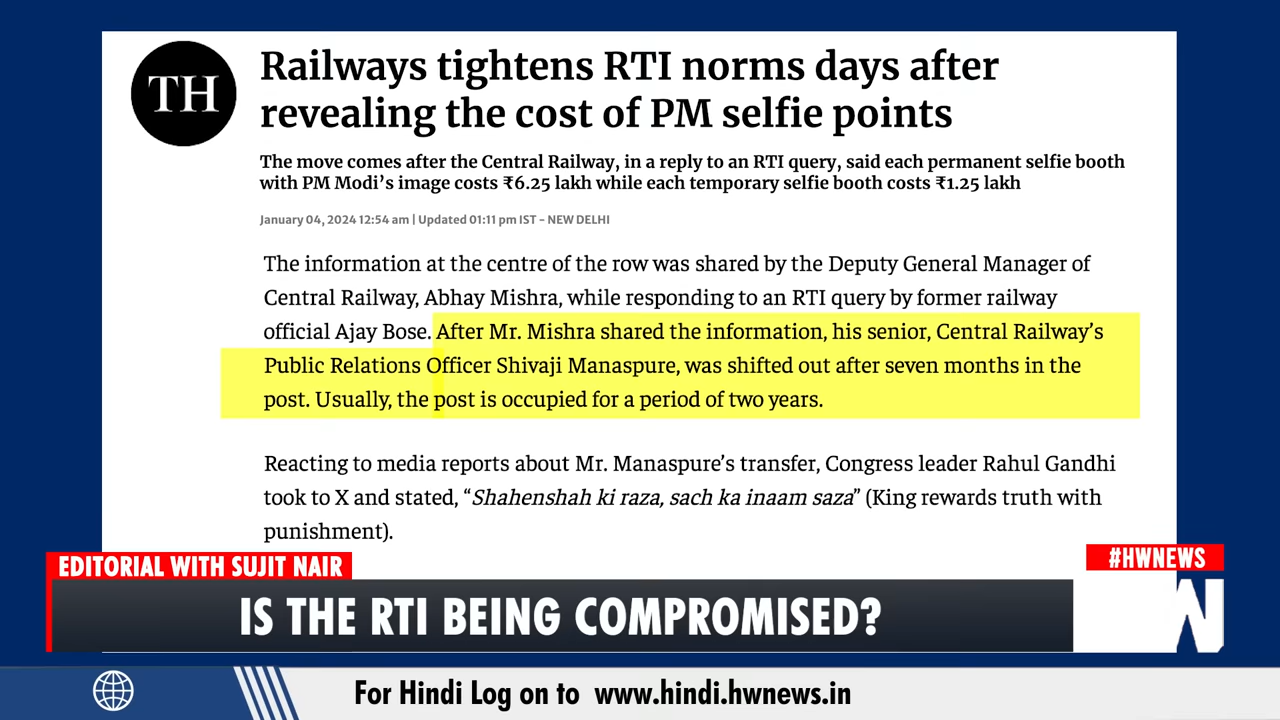 TH
Railways tightens RTI norms days after
revealing the cost of PM selfie points
The move comes after the Central Railway, in a reply to an RTI query, said each permanent selfie booth
with PM Modi’s image costs ₹6.25 lakh while each temporary selfie booth costs ₹1.25 lakh
January 04, 2024 12:54 am | Updated 01:11 pm IST - NEW DELHI
The information at the centre of the row was shared by the Deputy General Manager of
Central Railway, Abhay Mishra, while responding to an RTI query by former railway
official Ajay Bose. After Mr. Mishra shared the information, his senior, Central Railway’s
Public Relations Officer Shivaji Manaspure, was shifted out after seven months in the
post. Usually, the post is occupied for a period of two years.
Reacting to media reports about Mr. Manaspure’s transfer, Congress leader Rahul Gandhi
took to X and stated, “Shahenshah ki raza, sach ka inaam saza” (King rewards truth with
punishment).
EDITORIAL WITH SUJIT NAIR
#HWNEWS
IS THE RTI BEING COMPROMISED?
W
For Hindi Log on to www.hindi.hwnews.in